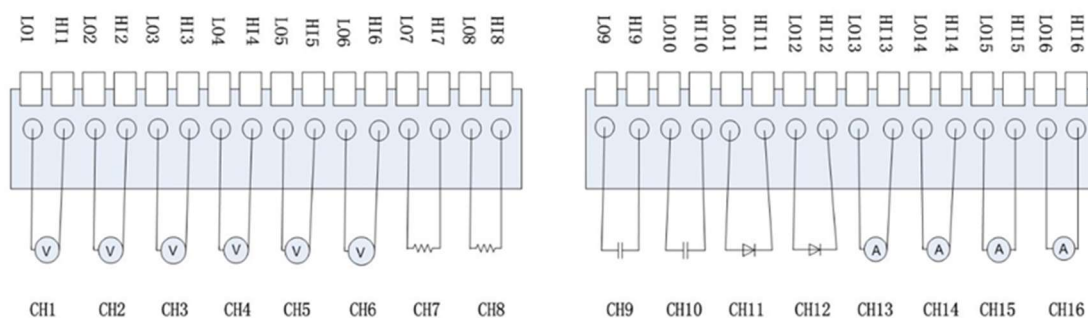 LO1 HI1 LO2 HI2 LO3 HI3 LO4 HI4 LO5 HI5 LO6 HI6 LO7 HI7 LO8 HI8
V V V V V V
CH1 CH2 CH3 CH4 CH5 CH6 CH7 CH8
LO9 HI9 LO10 HI10 LO11 HI11 LO12 HI12 LO13 HI13 LO14 HI14 LO15 HI15 LO16 HI16
A A A A
CH9 CH10 CH11 CH12 CH13 CH14 CH15 CH16